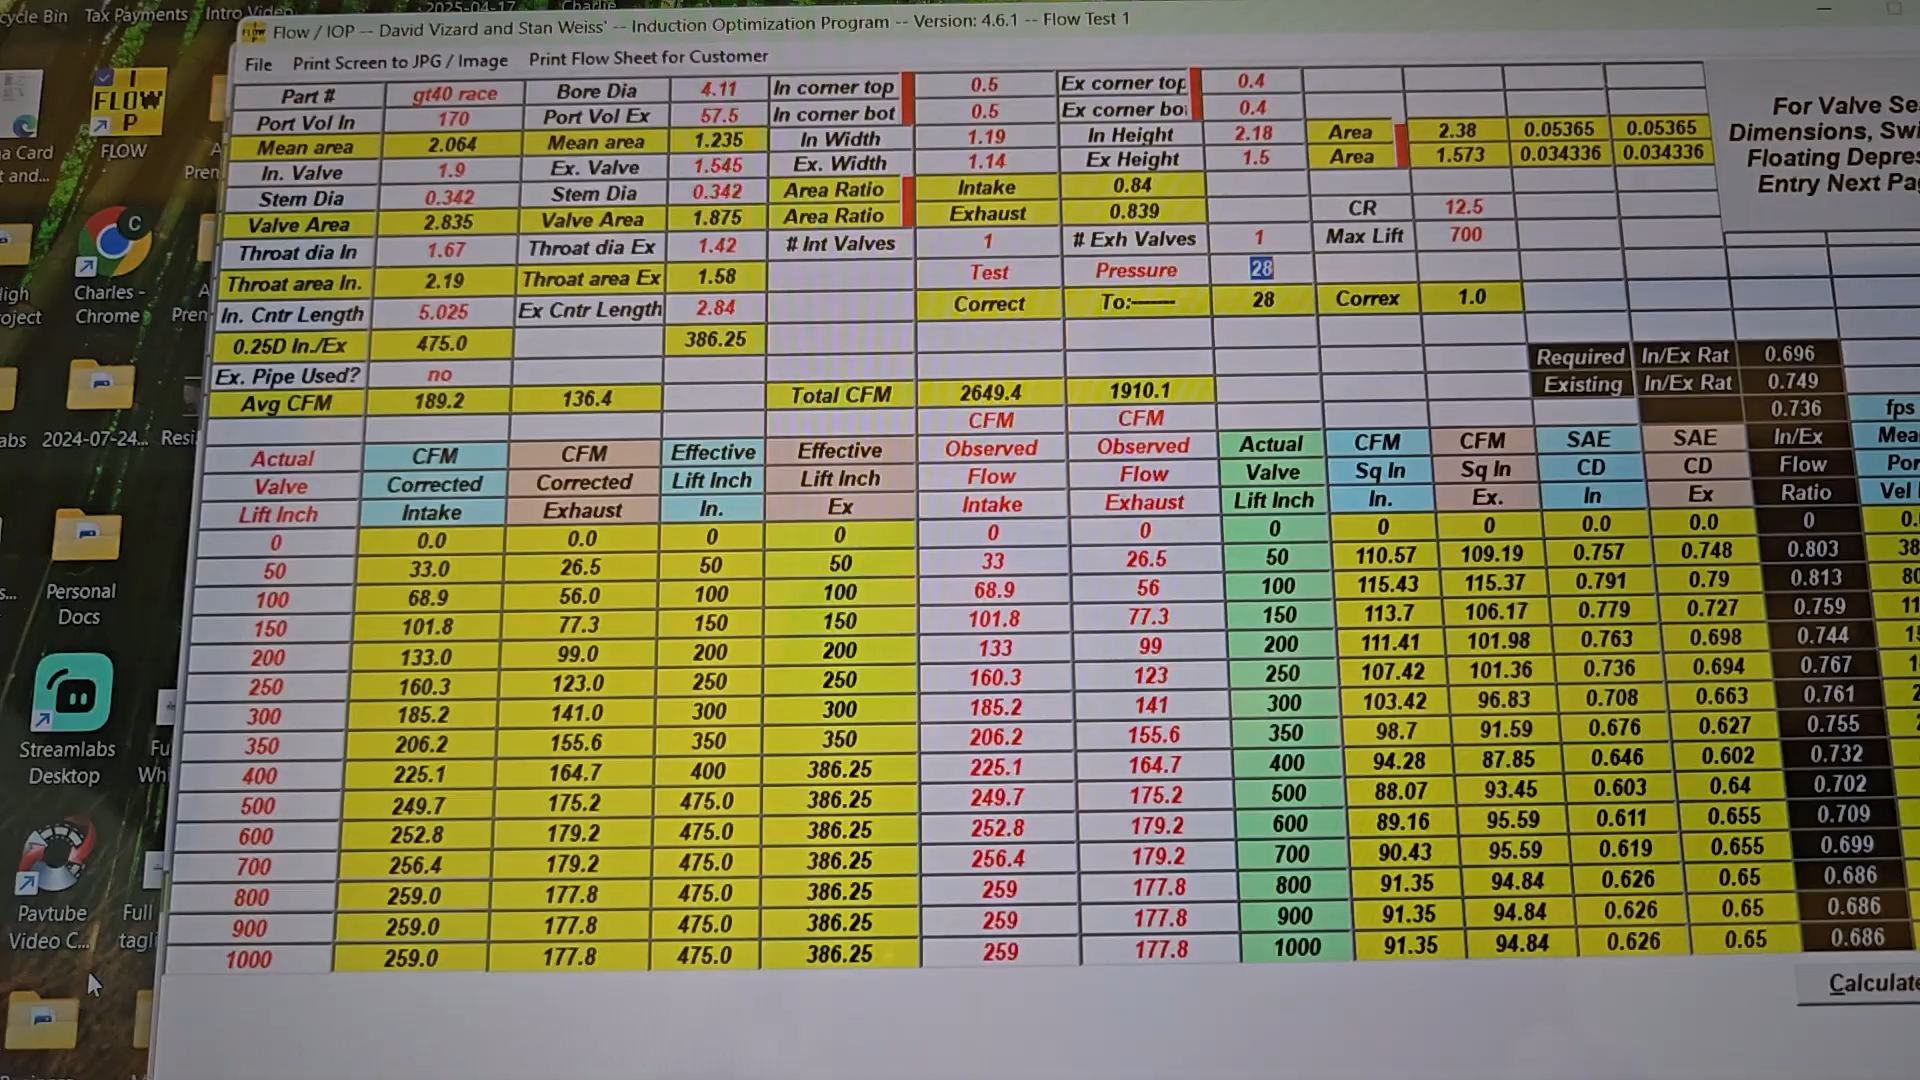 cycle Bin Tax Payments Intro Video 2025-04-17 Charlie
Flow / IOP -- David Vizard and Stan Weiss' -- Induction Optimization Program -- Version: 4.6.1 -- Flow Test 1
File Print Screen to JPG / Image Print Flow Sheet for Customer
Part # gt40 race Bore Dia 4.11 In corner top 0.5 Ex corner top 0.4
Port Vol In 170 Port Vol Ex 57.5 In corner bot 0.5 Ex corner bo 0.4
Mean area 2.064 Mean area 1.235 In Width 1.19 In Height 2.18 Area 2.38 0.05365 0.05365
In. Valve 1.9 Ex. Valve 1.545 Ex. Width 1.14 Ex Height 1.5 Area 1.573 0.034336 0.034336
Stem Dia 0.342 Stem Dia 0.342 Area Ratio Intake 0.84
Valve Area 2.835 Valve Area 1.875 Area Ratio Exhaust 0.839 CR 12.5
Throat dia In 1.67 Throat dia Ex 1.42 # Int Valves 1 # Exh Valves 1 Max Lift 700
Throat area In. 2.19 Throat area Ex 1.58 Test Pressure 28
In. Cntr Length 5.025 Ex Cntr Length 2.84 Correct To:------ 28 Correx 1.0
0.25D In./Ex 475.0 386.25
Required In/Ex Rat 0.696
Ex. Pipe Used? no Existing In/Ex Rat 0.749
Avg CFM 189.2 136.4 Total CFM 2649.4 1910.1 0.736
For Valve Se
Dimensions, Sw
Floating Depres
Entry Next Pa
CFM CFM fps
Actual CFM CFM Effective Effective Observed Observed Actual CFM CFM SAE SAE In/Ex Mea
Valve Corrected Corrected Lift Inch Lift Inch Flow Flow Valve Sq In Sq In CD CD Flow Por
Lift Inch Intake Exhaust In. Ex Intake Exhaust Lift Inch In. Ex. In Ex Ratio Vel
0 0.0 0.0 0 0 0 0 0 0 0 0.0 0.0 0 0.
50 33.0 26.5 50 50 33 26.5 50 110.57 109.19 0.757 0.748 0.803 38
100 68.9 56.0 100 100 68.9 56 100 115.43 115.37 0.791 0.79 0.813 80
150 101.8 77.3 150 150 101.8 77.3 150 113.7 106.17 0.779 0.727 0.759 11
200 133.0 99.0 200 200 133 99 200 111.41 101.98 0.763 0.698 0.744
250 160.3 123.0 250 250 160.3 123 250 107.42 101.36 0.736 0.694 0.767
300 185.2 141.0 300 300 185.2 141 300 103.42 96.83 0.708 0.663 0.761
350 206.2 155.6 350 350 206.2 155.6 350 98.7 91.59 0.676 0.627 0.755
400 225.1 164.7 400 386.25 225.1 164.7 400 94.28 87.85 0.646 0.602 0.732
500 249.7 175.2 475.0 386.25 249.7 175.2 500 88.07 93.45 0.603 0.64 0.702
600 252.8 179.2 475.0 386.25 252.8 179.2 600 89.16 95.59 0.611 0.655 0.709
700 256.4 179.2 475.0 386.25 256.4 179.2 700 90.43 95.59 0.619 0.655 0.699
800 259.0 177.8 475.0 386.25 259 177.8 800 91.35 94.84 0.626 0.65 0.686
900 259.0 177.8 475.0 386.25 259 177.8 900 91.35 94.84 0.626 0.65 0.686
1000 259.0 177.8 475.0 386.25 259 177.8 1000 91.35 94.84 0.626 0.65 0.686
Calculate
FLOW
P
FLOW
a Card
t and...
Prem
Charles -
Chrome
Prem
2024-07-24...
Resi
Personal
Docs
Streamlabs
Desktop
Fu
Wh
Pavtube
Video C...
Full
tagli